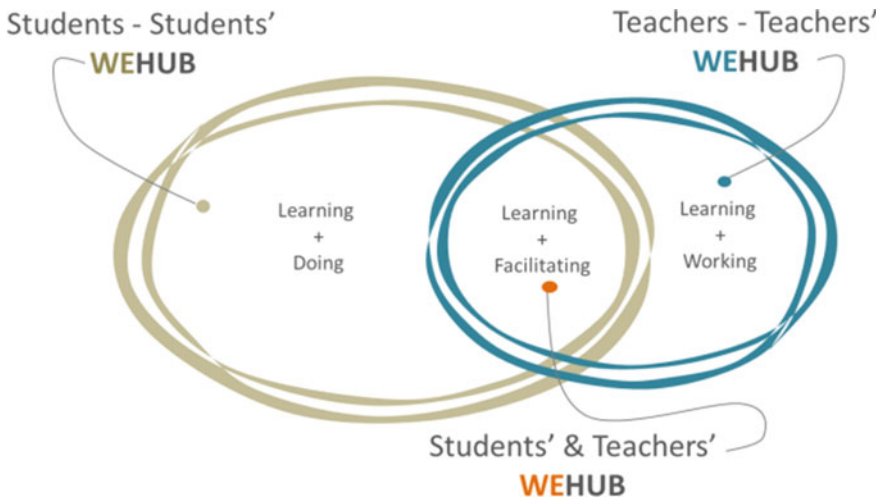 Students - Students’
WEHUB
Teachers - Teachers’
WEHUB
Learning
+
Doing
Learning
+
Facilitating
Learning
+
Working
Students’ & Teachers’
WEHUB